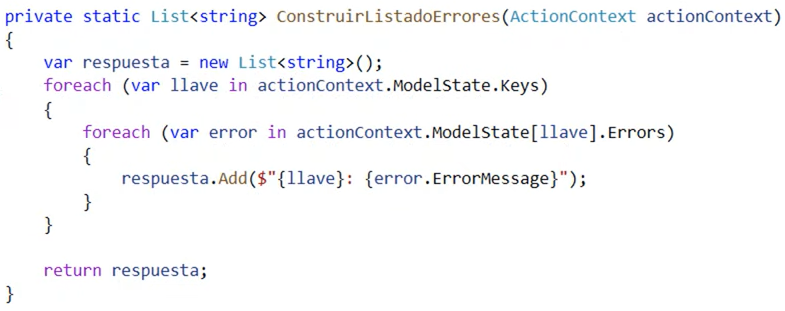 private static List<string> ConstruirListadoErrores(ActionContext actionContext)
{
    var respuesta = new List<string>();
    foreach (var llave in actionContext.ModelState.Keys)
    {
        foreach (var error in actionContext.ModelState[llave].Errors)
        {
            respuesta.Add($"{llave}: {error.ErrorMessage}");
        }
    }

    return respuesta;
}